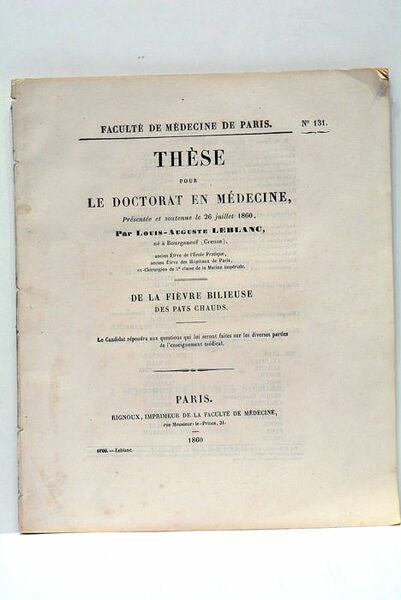 FACULTÉ DE MÉDECINE DE PARIS. N° 131.
THÈSE
POUR
LE DOCTORAT EN MÉDECINE,
Présentée et soutenue le 26 juillet 1860,
Par Louis-Auguste LEBLANC,
né à Bourganeuf (Creuse),
ancien Élève de l'École Pratique,
ancien Élève des Hôpitaux de Paris,
ex-Chirurgien de classe de la Marine impériale.
DE LA FIÈVRE BILIEUSE
DES PAYS CHAUDS.
Le Candidat répondra aux questions qui lui seront faites sur les diverses parties
de l'enseignement médical.
PARIS.
RIGNOUX, IMPRIMEUR DE LA FACULTÉ DE MÉDECINE,
rue Monsieur-le-Prince, 31.
1860
Leblanc.